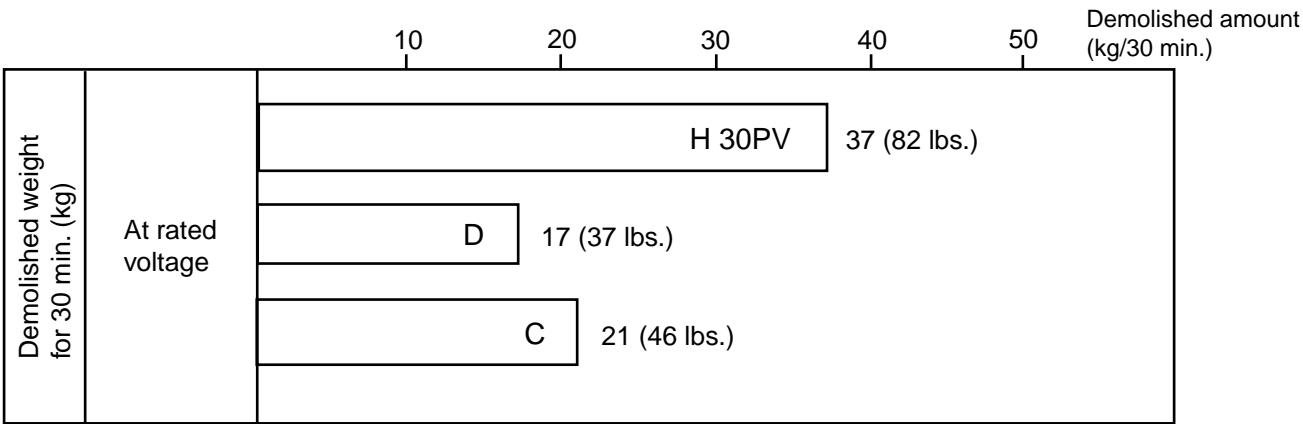 Demolished amount
(kg/30 min.)
10 20 30 40 50
Demolished weight
for 30 min. (kg)
At rated
voltage
H 30PV 37 (82 lbs.)
D 17 (37 lbs.)
C 21 (46 lbs.)